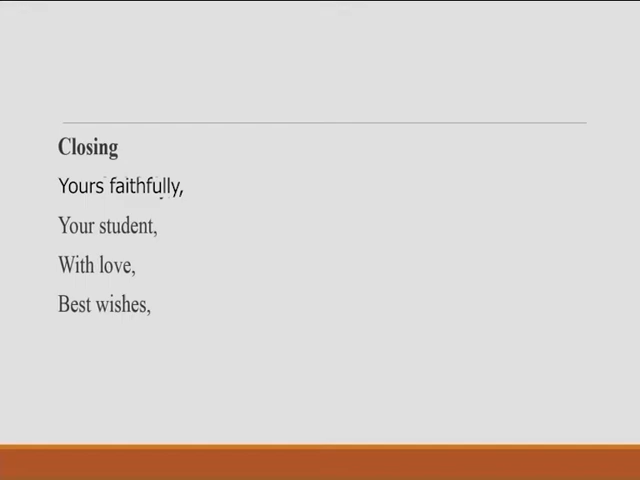 Closing
Yours faithfully,
Your student,
With love,
Best wishes,